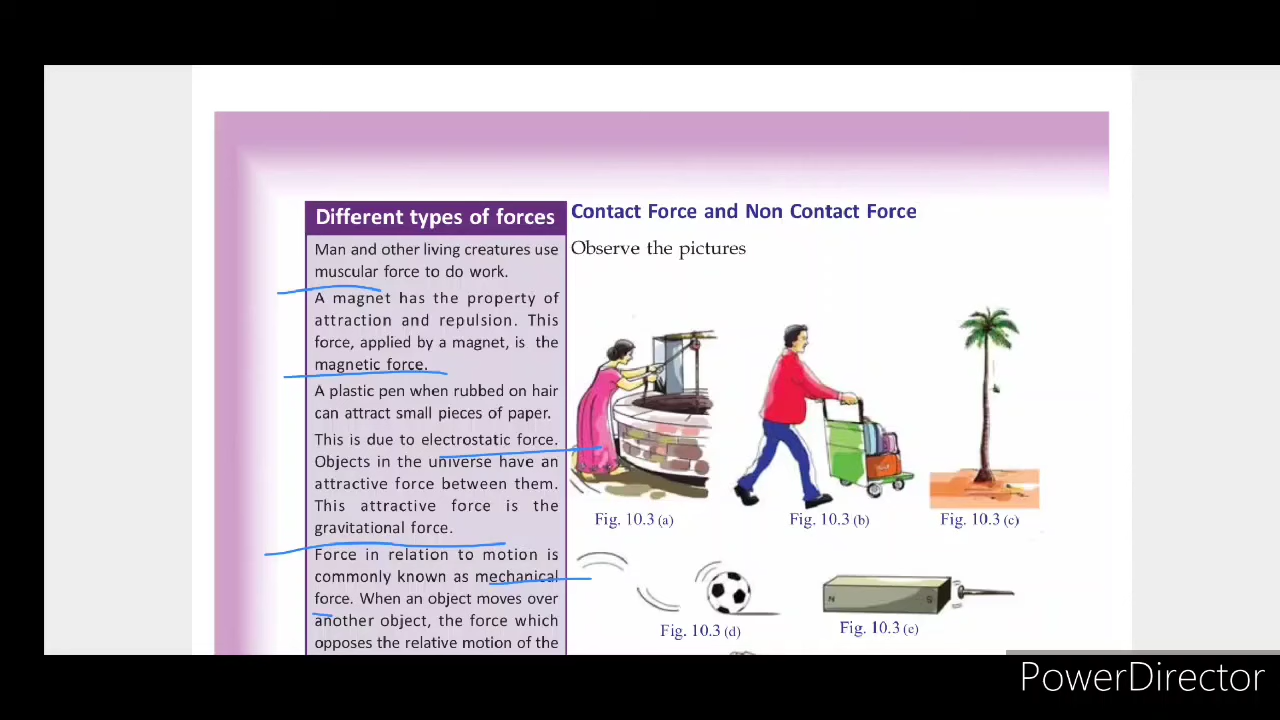 Different types of forces
Man and other living creatures use
muscular force to do work.
A magnet has the property of
attraction and repulsion. This
force, applied by a magnet, is the
magnetic force.
A plastic pen when rubbed on hair
can attract small pieces of paper.
This is due to electrostatic force.
Objects in the universe have an
attractive force between them.
This attractive force is the
gravitational force.
Force in relation to motion is
commonly known as mechanical
force. When an object moves over
another object, the force which
opposes the relative motion of the
Contact Force and Non Contact Force
Observe the pictures
Fig. 10.3 (a)
Fig. 10.3 (b)
Fig. 10.3 (c)
Fig. 10.3 (d)
N S
Fig. 10.3 (e)
PowerDirector